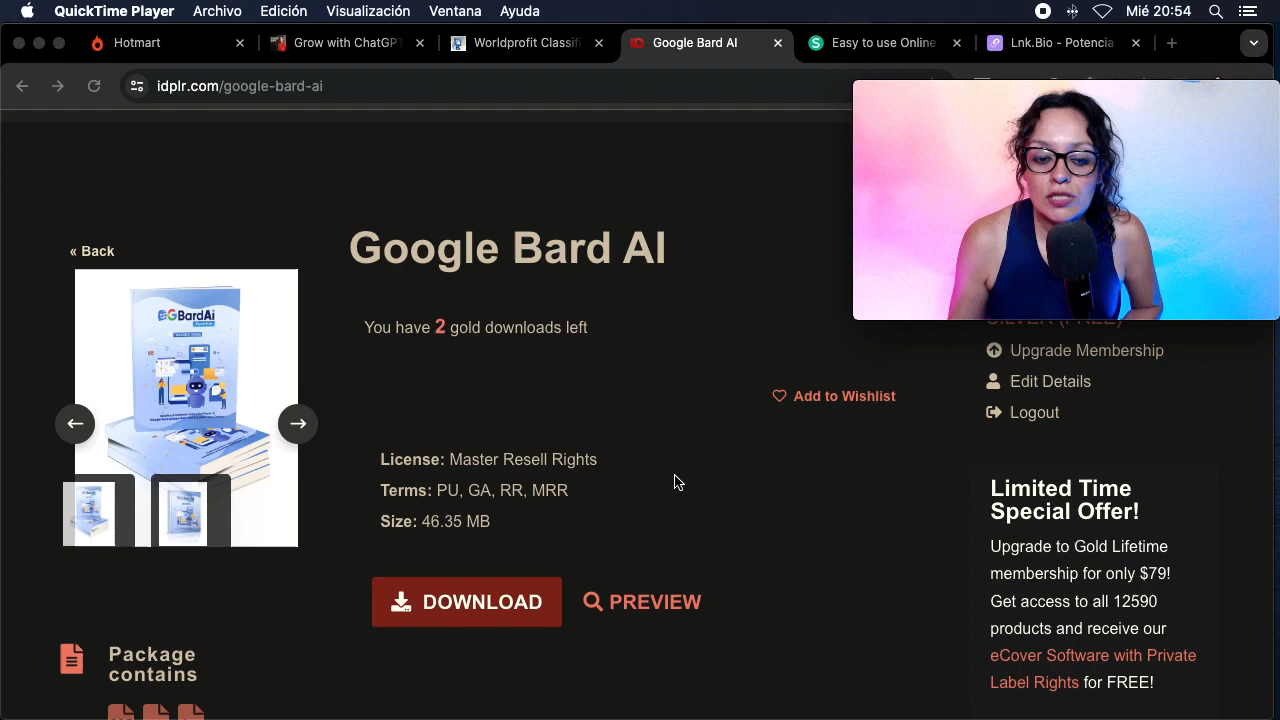 QuickTime Player Archivo Edición Visualización Ventana Ayuda Mié 20:54
Hotmart
Grow with ChatGPT
Worldprofit Classifi
Google Bard AI
Easy to use Online
Lnk.Bio - Potencia
idplr.com/google-bard-ai
« Back
Google Bard AI
GBardAi
You have 2 gold downloads left
Add to Wishlist
License: Master Resell Rights
Terms: PU, GA, RR, MRR
Size: 46.35 MB
DOWNLOAD
PREVIEW
Package
contains
SILVER (FREE)
Upgrade Membership
Edit Details
Logout
Limited Time
Special Offer!
Upgrade to Gold Lifetime
membership for only $79!
Get access to all 12590
products and receive our
eCover Software with Private
Label Rights for FREE!